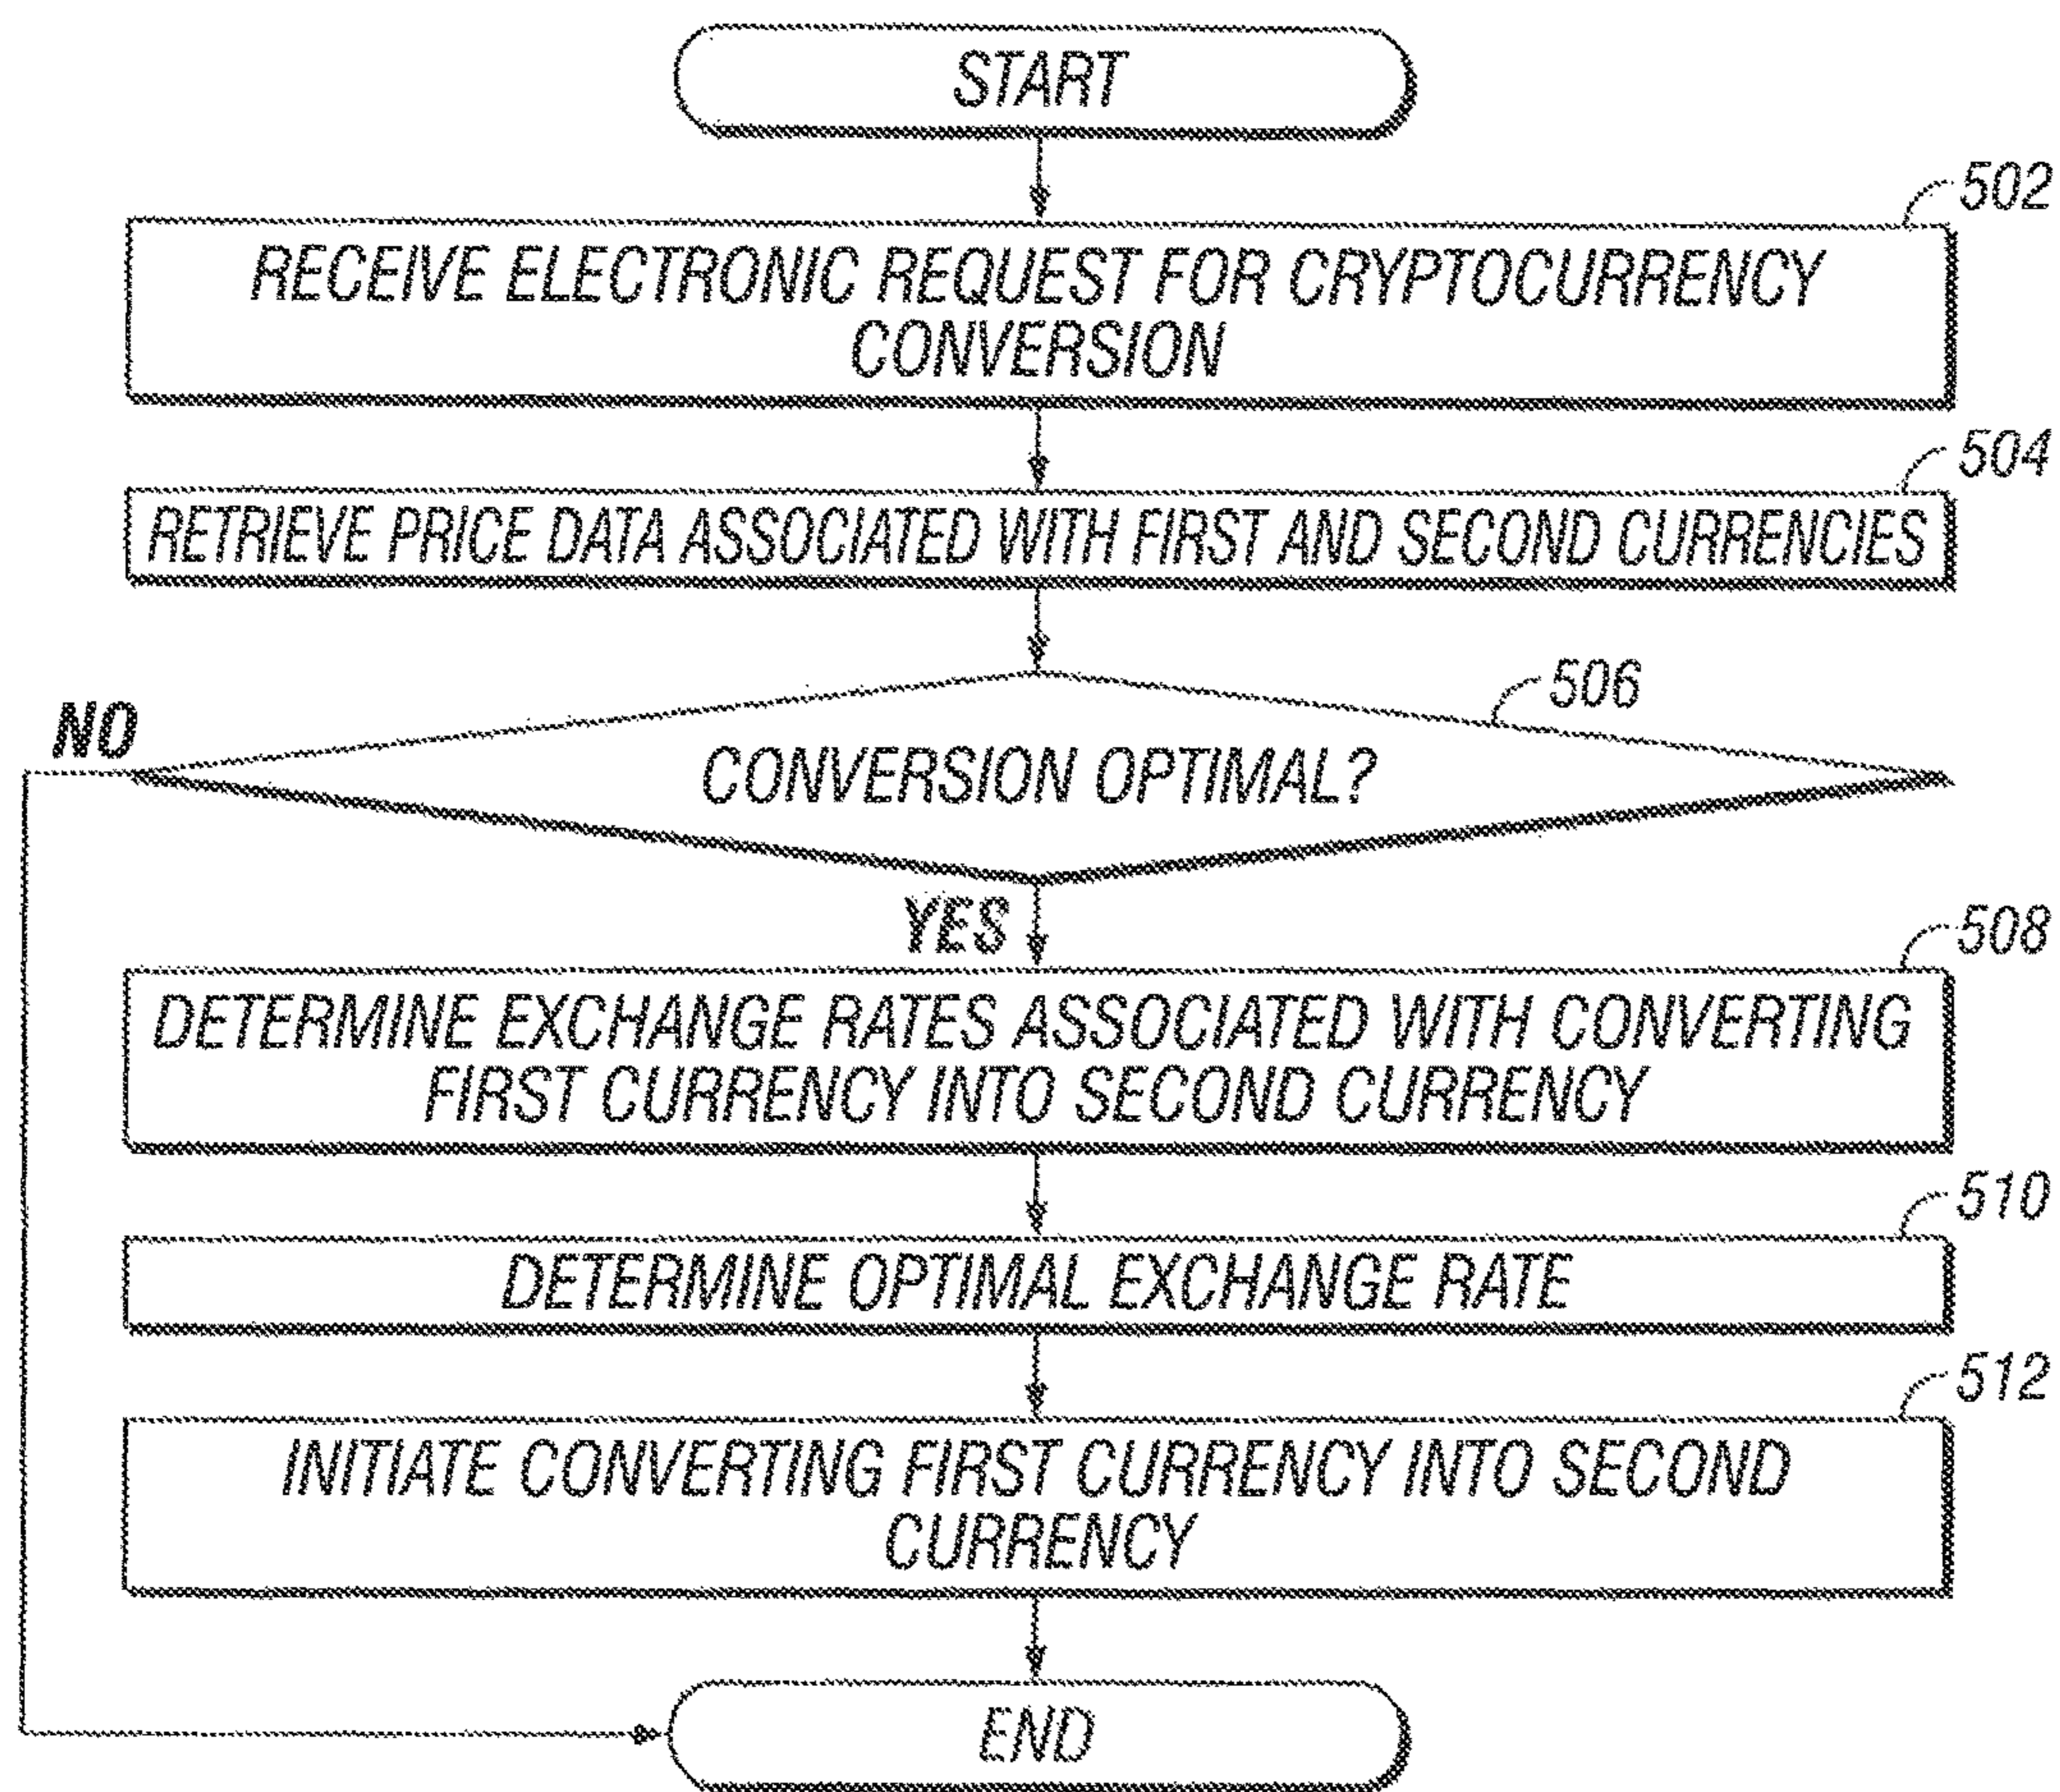 START
502
RECEIVE ELECTRONIC REQUEST FOR CRYPTOCURRENCY
CONVERSION
504
RETRIEVE PRICE DATA ASSOCIATED WITH FIRST AND SECOND CURRENCIES
506
NO
CONVERSION OPTIMAL?
YES
508
DETERMINE EXCHANGE RATES ASSOCIATED WITH CONVERTING
FIRST CURRENCY INTO SECOND CURRENCY
510
DETERMINE OPTIMAL EXCHANGE RATE
512
INITIATE CONVERTING FIRST CURRENCY INTO SECOND
CURRENCY
END